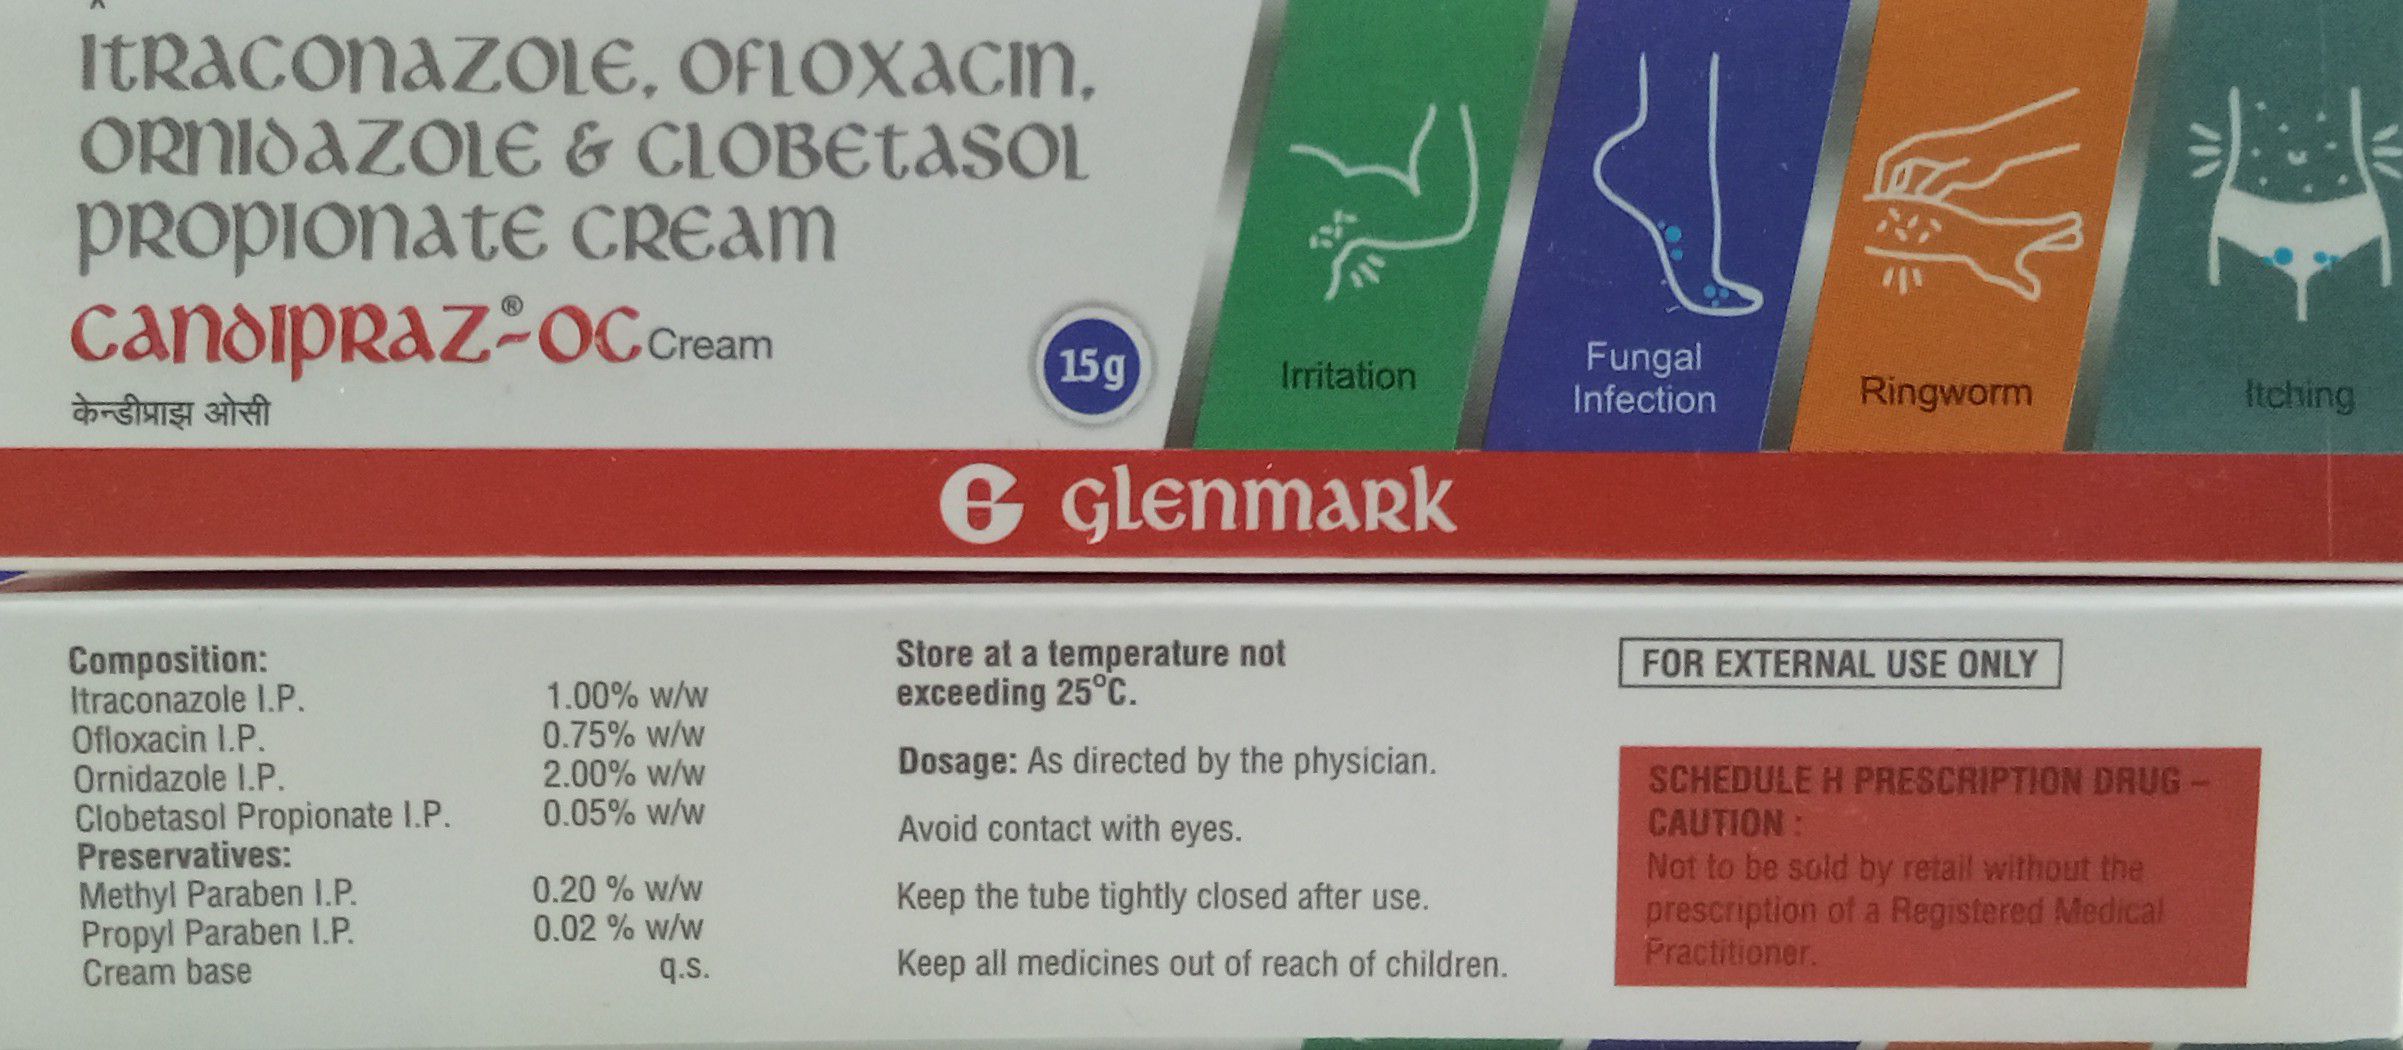 ITRACONAZOLE, OFLOXACIN,
ORNIDAZOLE & CLOBETASOL
PROPIONATE CREAM
CANDIPRAZ®-OC Cream
केन्डीप्राझ ओसी
15g
Irritation
Fungal
Infection
Ringworm
Itching
G glenmark
Composition:
Itraconazole I.P. 1.00% w/w
Ofloxacin I.P. 0.75% w/w
Ornidazole I.P. 2.00% w/w
Clobetasol Propionate I.P. 0.05% w/w
Preservatives:
Methyl Paraben I.P. 0.20 % w/w
Propyl Paraben I.P. 0.02 % w/w
Cream base q.s.
Store at a temperature not
exceeding 25°C.
Dosage: As directed by the physician.
Avoid contact with eyes.
Keep the tube tightly closed after use.
Keep all medicines out of reach of children.
FOR EXTERNAL USE ONLY
SCHEDULE H PRESCRIPTION DRUG –
CAUTION :
Not to be sold by retail without the
prescription of a Registered Medical
Practitioner.